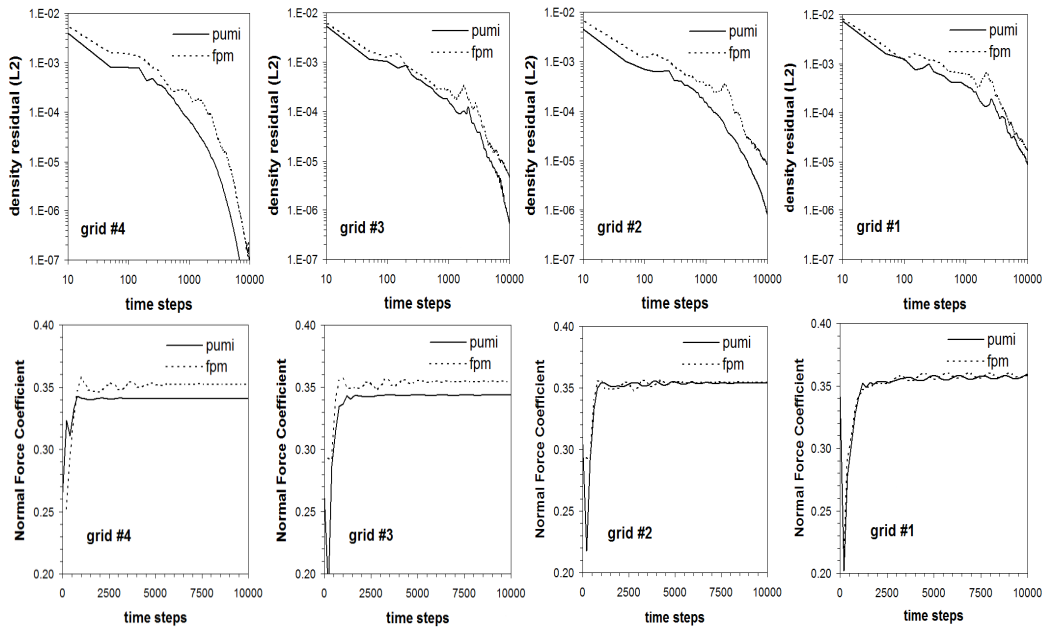 density residual (L2)
1.E-02
1.E-03
1.E-04
1.E-05
1.E-06
1.E-07
pumi
fpm
grid #4
10
100
1000
10000
time steps
density residual (L2)
1.E-02
1.E-03
1.E-04
1.E-05
1.E-06
1.E-07
pumi
fpm
grid #3
10
100
1000
10000
time steps
density residual (L2)
1.E-02
1.E-03
1.E-04
1.E-05
1.E-06
1.E-07
pumi
fpm
grid #2
10
100
1000
10000
time steps
density residual (L2)
1.E-02
1.E-03
1.E-04
1.E-05
1.E-06
1.E-07
pumi
fpm
grid #1
10
100
1000
10000
time steps
Normal Force Coefficient
0.40
0.35
0.30
0.25
0.20
pumi
fpm
grid #4
0
2500
5000
7500
10000
time steps
Normal Force Coefficient
0.40
0.35
0.30
0.25
0.20
pumi
fpm
grid #3
0
2500
5000
7500
10000
time steps
Normal Force Coefficient
0.40
0.35
0.30
0.25
0.20
pumi
fpm
grid #2
0
2500
5000
7500
10000
time steps
Normal Force Coefficient
0.40
0.35
0.30
0.25
0.20
pumi
fpm
grid #1
0
2500
5000
7500
10000
time steps